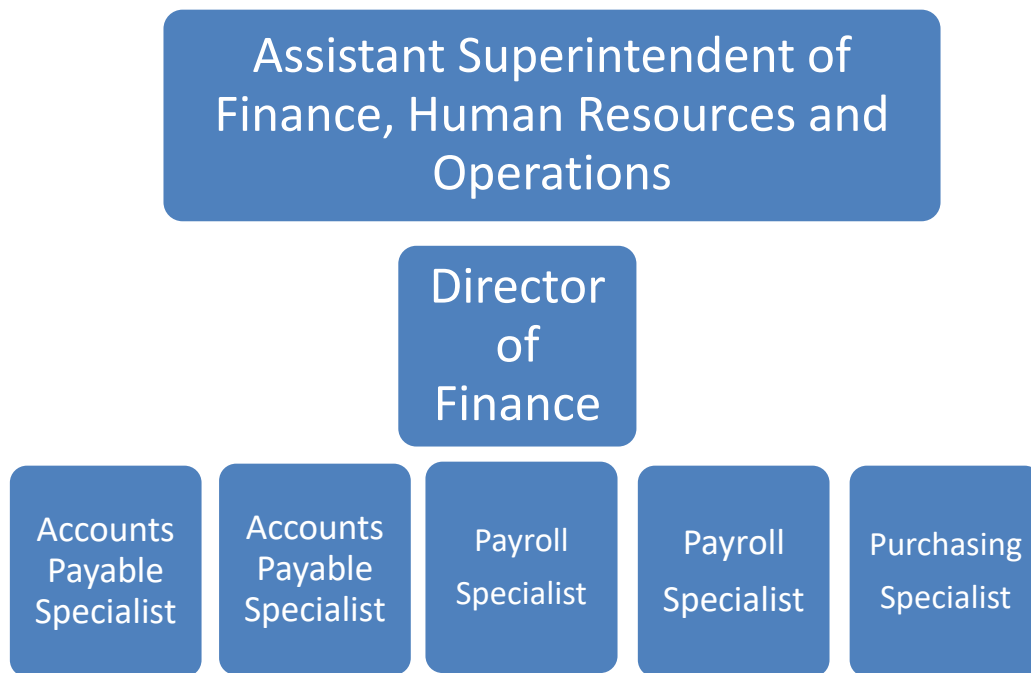 Assistant Superintendent of
Finance, Human Resources and
Operations
Director
of
Finance
Accounts
Payable
Specialist
Accounts
Payable
Specialist
Payroll
Specialist
Payroll
Specialist
Purchasing
Specialist